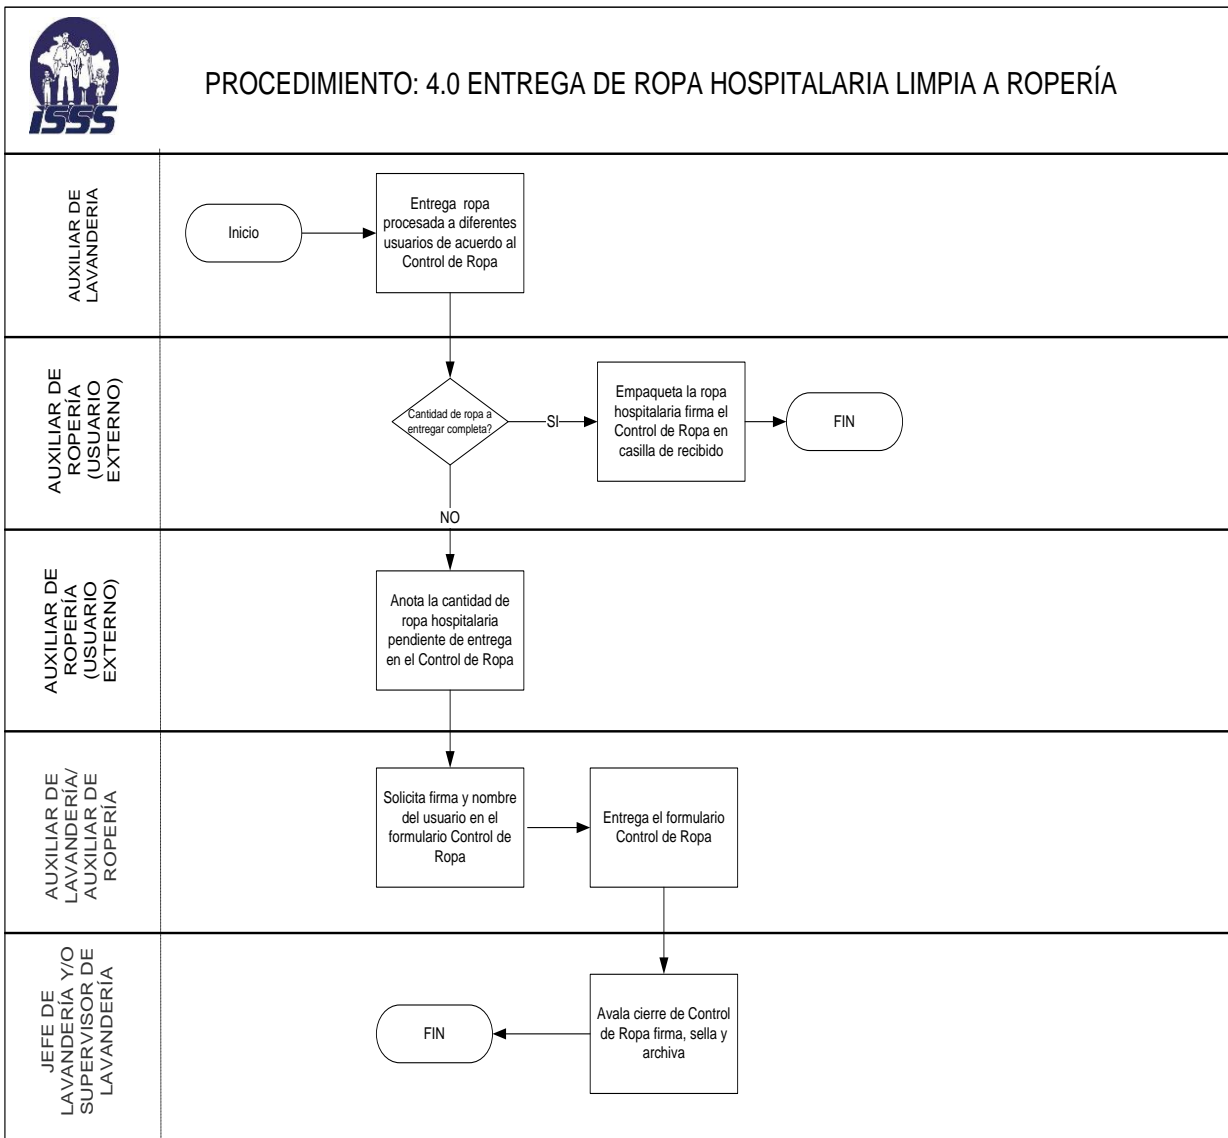 ISSS
PROCEDIMIENTO: 4.0 ENTREGA DE ROPA HOSPITALARIA LIMPIA A ROPERÍA
AUXILIAR DE
LAVANDERIA
Inicio
Entrega ropa
procesada a diferentes
usuarios de acuerdo al
Control de Ropa
AUXILIAR DE
ROPERÍA
(USUARIO
EXTERNO)
Cantidad de ropa a
entregar completa?
SI
Empaqueta la ropa
hospitalaria firma el
Control de Ropa en
casilla de recibido
FIN
NO
AUXILIAR DE
ROPERÍA
(USUARIO
EXTERNO)
Anota la cantidad de
ropa hospitalaria
pendiente de entrega
en el Control de Ropa
AUXILIAR DE
LAVANDERÍA/
AUXILIAR DE
ROPERÍA
Solicita firma y nombre
del usuario en el
formulario Control de
Ropa
Entrega el formulario
Control de Ropa
JEFE DE
LAVANDERÍA Y/O
SUPERVISOR DE
LAVANDERÍA
FIN
Avala cierre de Control
de Ropa firma, sella y
archiva